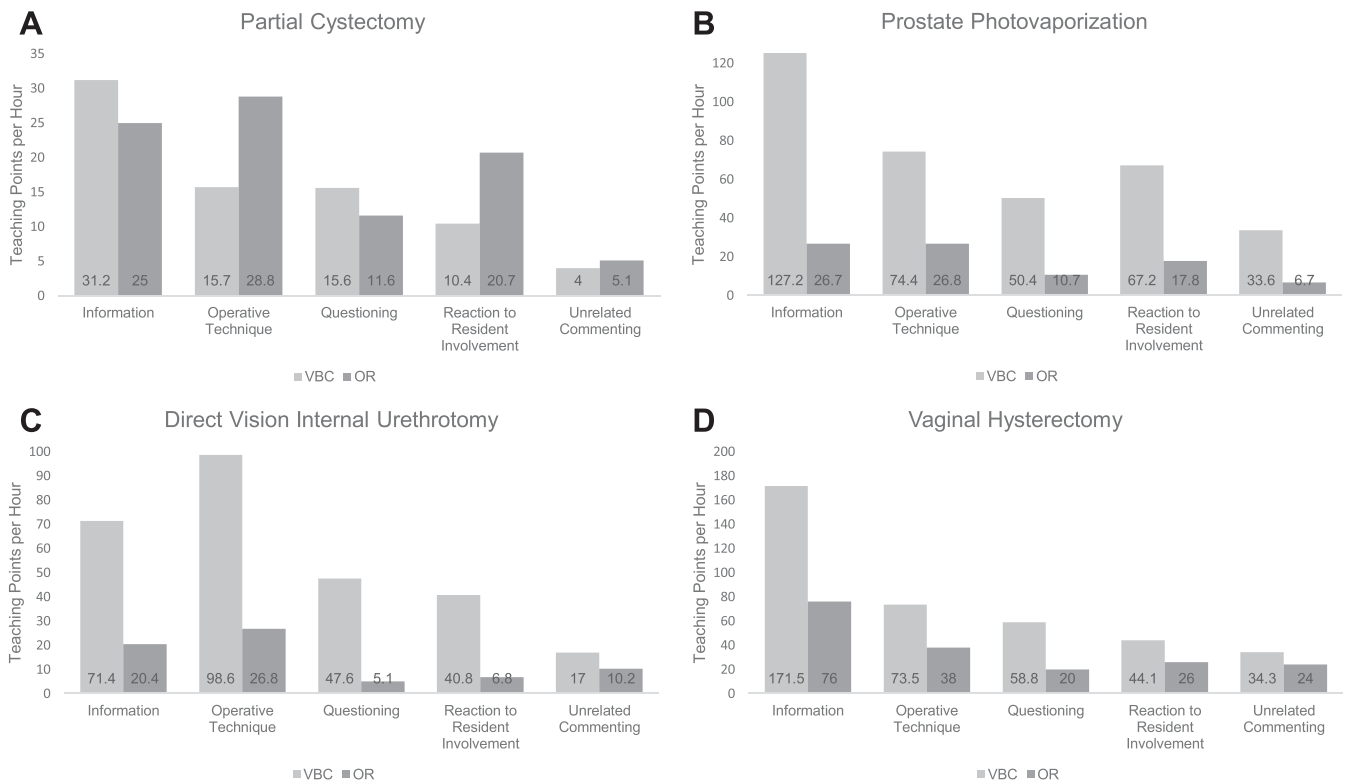 A
Partial Cystectomy
Teaching Points per Hour
35
30
25
20
15
10
5
0
31.2 25 15.7 28.8 15.6 11.6 10.4 20.7 4 5.1
Information Operative Questioning Reaction to Unrelated
Technique Resident Commenting
Involvement
VBC OR
B
Prostate Photovaporization
Teaching Points per Hour
120
100
80
60
40
20
0
127.2 26.7 74.4 26.8 50.4 10.7 67.2 17.8 33.6 6.7
Information Operative Questioning Reaction to Unrelated
Technique Resident Commenting
Involvement
VBC OR
C
Direct Vision Internal Urethrotomy
Teaching Points per Hour
100
90
80
70
60
50
40
30
20
10
0
71.4 20.4 98.6 26.8 47.6 5.1 40.8 6.8 17 10.2
Information Operative Questioning Reaction to Unrelated
Technique Resident Commenting
Involvement
VBC OR
D
Vaginal Hysterectomy
Teaching Points per Hour
200
180
160
140
120
100
80
60
40
20
0
171.5 76 73.5 38 58.8 20 44.1 26 34.3 24
Information Operative Questioning Reaction to Unrelated
Technique Resident Commenting
Involvement
VBC OR